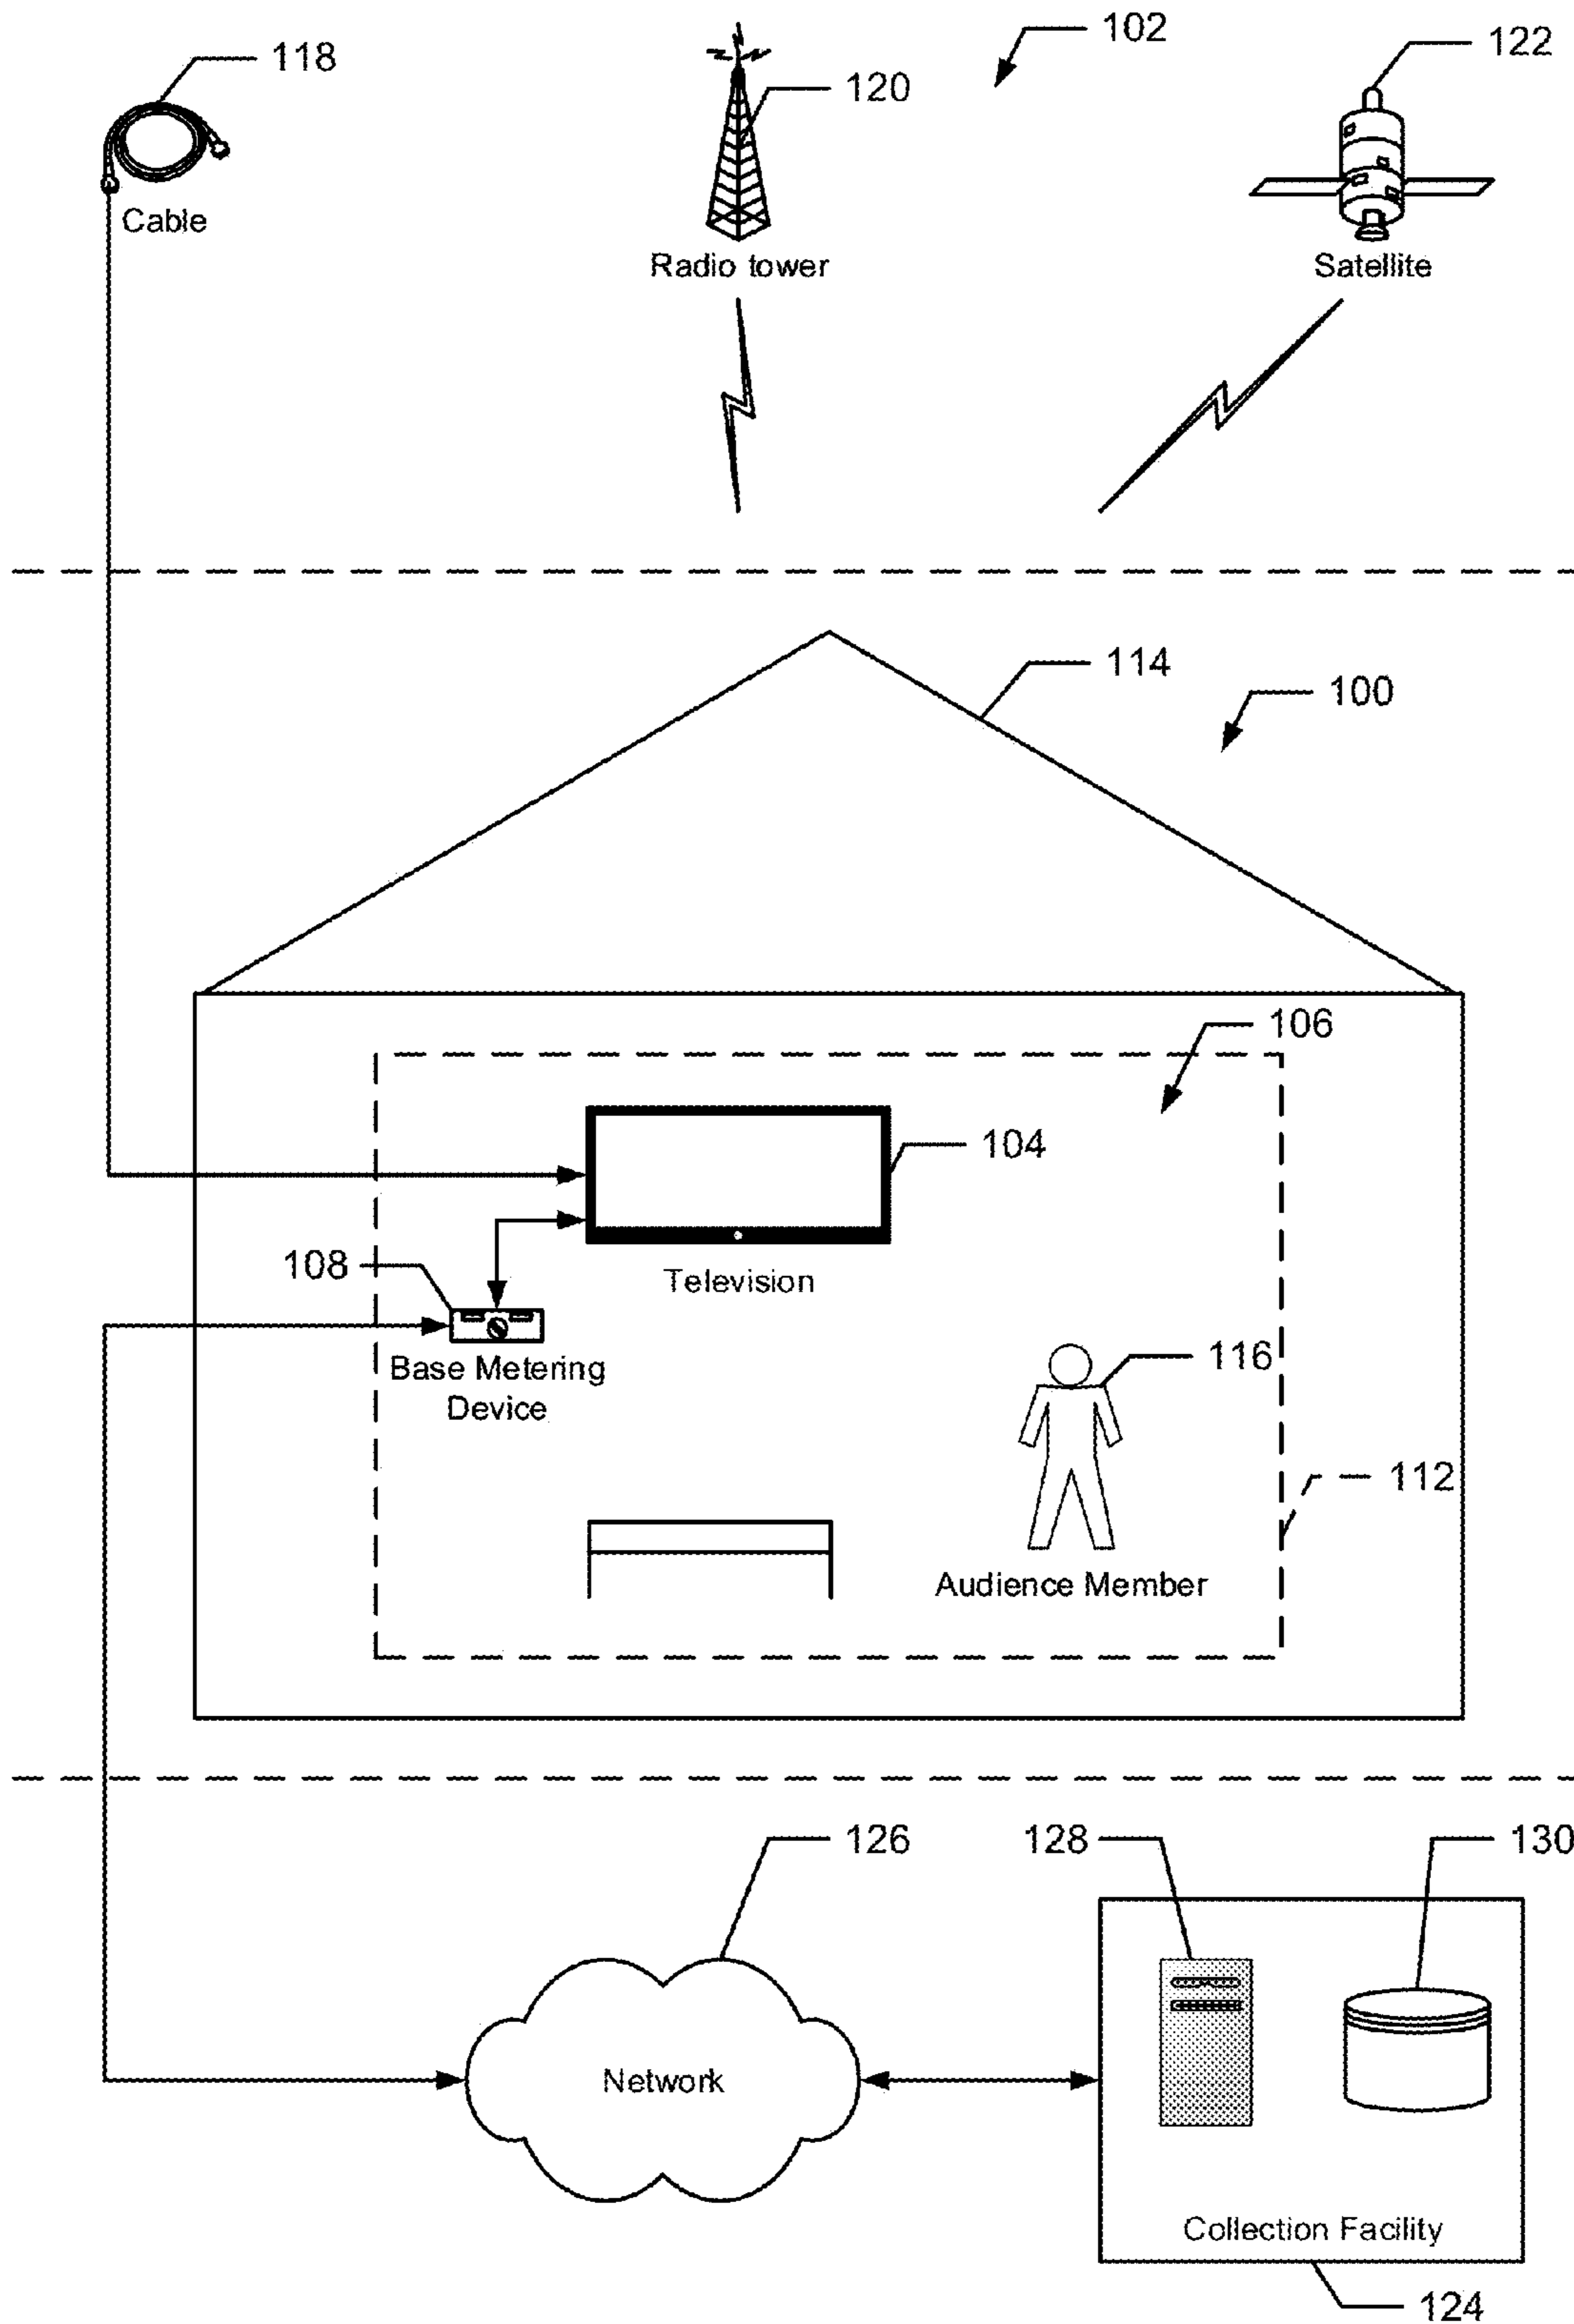 102
118
122
120
Cable
Radio tower
Satellite
114
100
106
104
108
Television
116
Base Metering
Device
112
Audience Member
126
128
130
Network
Collection Facility
124